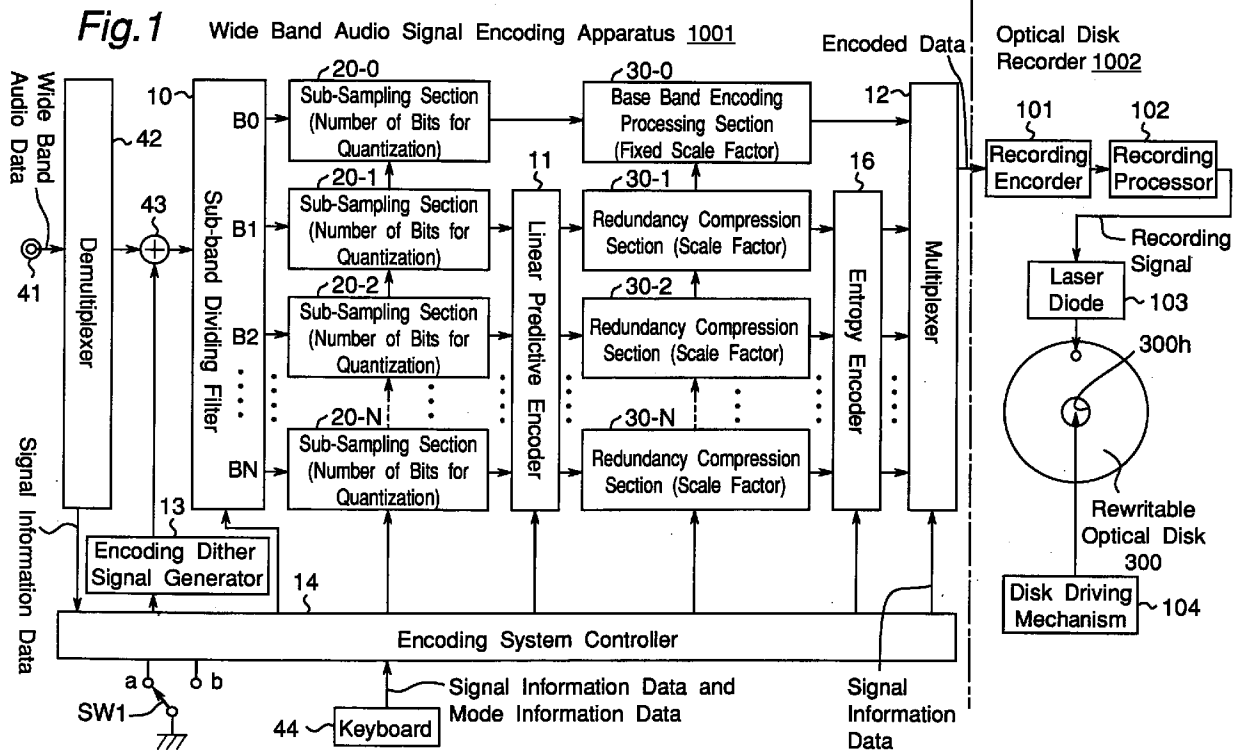 Fig.1
Wide Band Audio Signal Encoding Apparatus 1001
Encoded Data
Optical Disk
Recorder 1002
Wide Band
Audio Data
41
42
Demultiplexer
43
10
Sub-band Dividing Filter
B0
B1
B2
BN
20-0
Sub-Sampling Section
(Number of Bits for
Quantization)
20-1
Sub-Sampling Section
(Number of Bits for
Quantization)
20-2
Sub-Sampling Section
(Number of Bits for
Quantization)
20-N
Sub-Sampling Section
(Number of Bits for
Quantization)
11
Linear Predictive
Encoder
30-0
Base Band Encoding
Processing Section
(Fixed Scale Factor)
30-1
Redundancy Compression
Section (Scale Factor)
30-2
Redundancy Compression
Section (Scale Factor)
30-N
Redundancy Compression
Section (Scale Factor)
16
Entropy Encoder
12
Multiplexer
101
Recording
Encorder
102
Recording
Processor
Recording
Signal
Laser
Diode
103
300h
Rewritable
Optical Disk
300
Disk Driving
Mechanism
104
Signal Information Data
13
Encoding Dither
Signal Generator
14
Encoding System Controller
a
b
SW1
44
Keyboard
Signal Information Data and
Mode Information Data
Signal
Information
Data